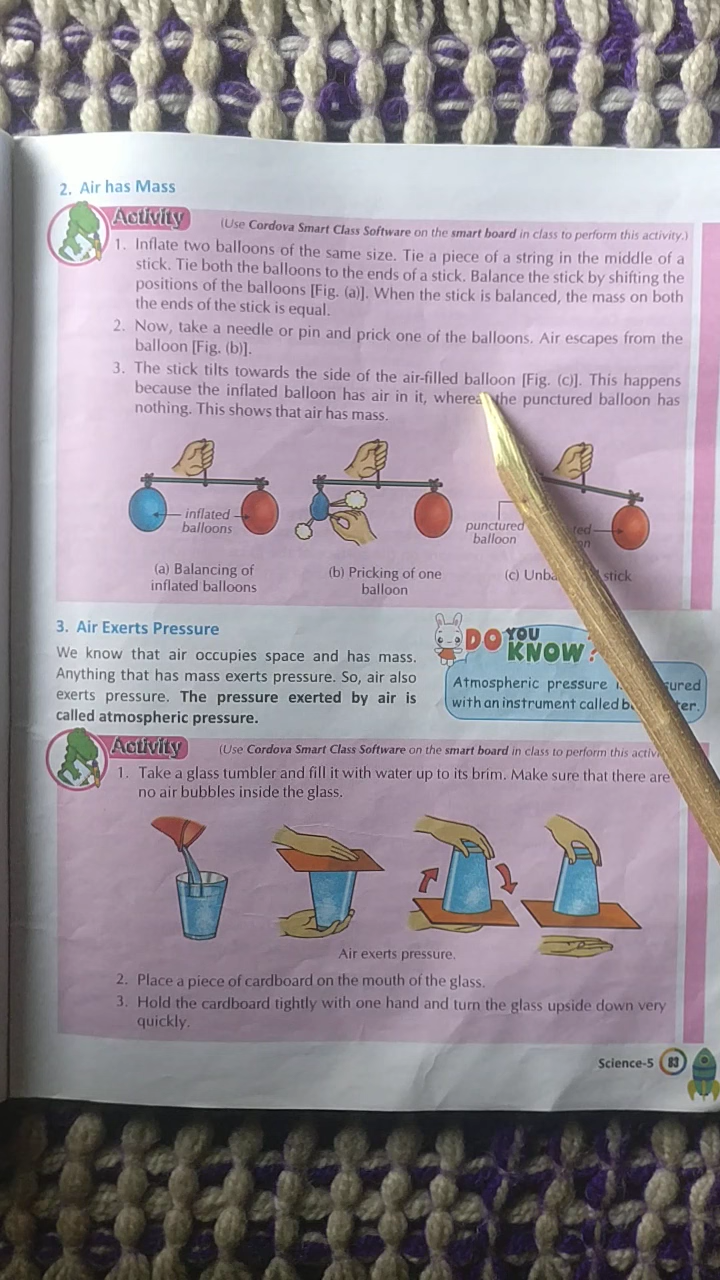 2. Air has Mass
Activity
(Use Cordova Smart Class Software on the smart board in class to perform this activity.)
1. Inflate two balloons of the same size. Tie a piece of a string in the middle of a
stick. Tie both the balloons to the ends of a stick. Balance the stick by shifting the
positions of the balloons [Fig. (a)]. When the stick is balanced, the mass on both
the ends of the stick is equal.
2. Now, take a needle or pin and prick one of the balloons. Air escapes from the
balloon [Fig. (b)].
3. The stick tilts towards the side of the air-filled balloon [Fig. (c)]. This happens
because the inflated balloon has air in it, the punctured balloon has
nothing. This shows that air has mass.
inflated
balloons
punctured
balloon
(a) Balancing of
inflated balloons
(b) Pricking of one
balloon
(c) stick
3. Air Exerts Pressure
We know that air occupies space and has mass.
Anything that has mass exerts pressure. So, air also
exerts pressure. The pressure exerted by air is
called atmospheric pressure.
DO YOU KNOW?
Atmospheric pressure
with an instrument called
Activity
(Use Cordova Smart Class Software on the smart board in class to perform this
1. Take a glass tumbler and fill it with water up to its brim. Make sure that there are
no air bubbles inside the glass.
Air exerts pressure.
2. Place a piece of cardboard on the mouth of the glass.
3. Hold the cardboard tightly with one hand and turn the glass upside down very
quickly.
Science-5 83